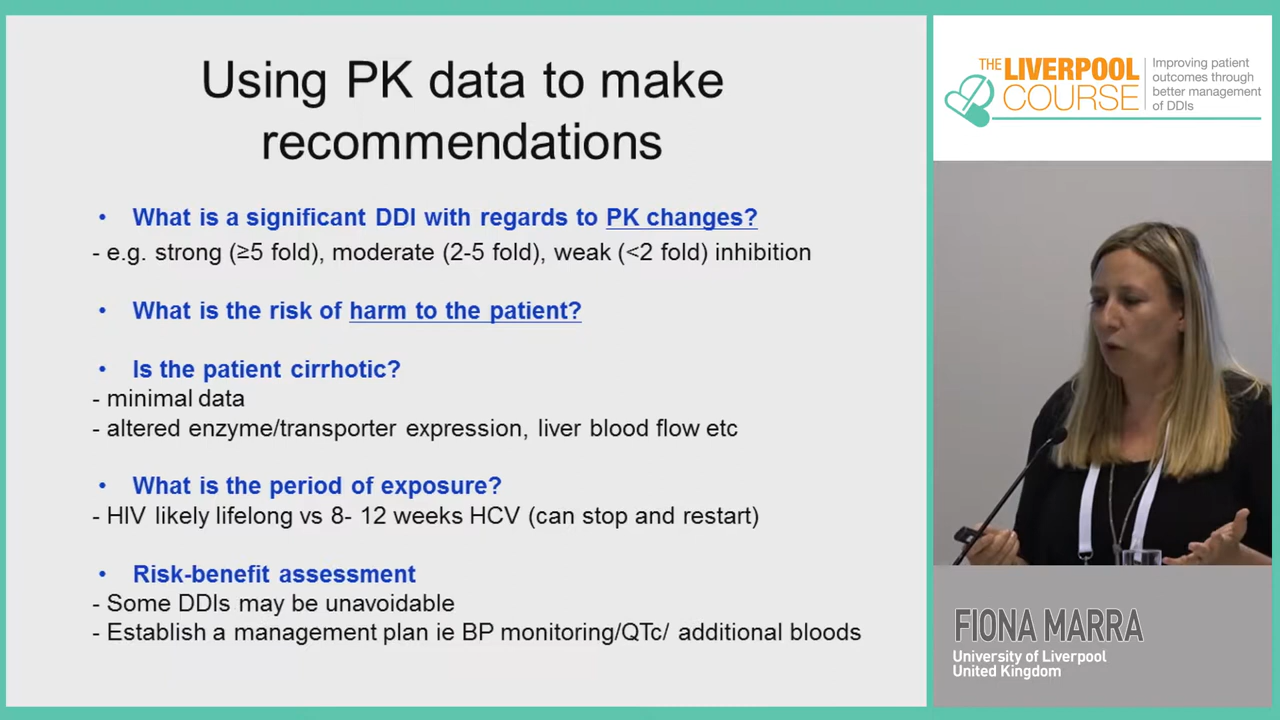 Using PK data to make
recommendations
• What is a significant DDI with regards to PK changes?
- e.g. strong (≥5 fold), moderate (2-5 fold), weak (<2 fold) inhibition
• What is the risk of harm to the patient?
• Is the patient cirrhotic?
- minimal data
- altered enzyme/transporter expression, liver blood flow etc
• What is the period of exposure?
- HIV likely lifelong vs 8- 12 weeks HCV (can stop and restart)
• Risk-benefit assessment
- Some DDIs may be unavoidable
- Establish a management plan ie BP monitoring/QTc/ additional bloods
THE LIVERPOOL
COURSE
Improving patient
outcomes through
better management
of DDIs
FIONA MARRA
University of Liverpool
United Kingdom